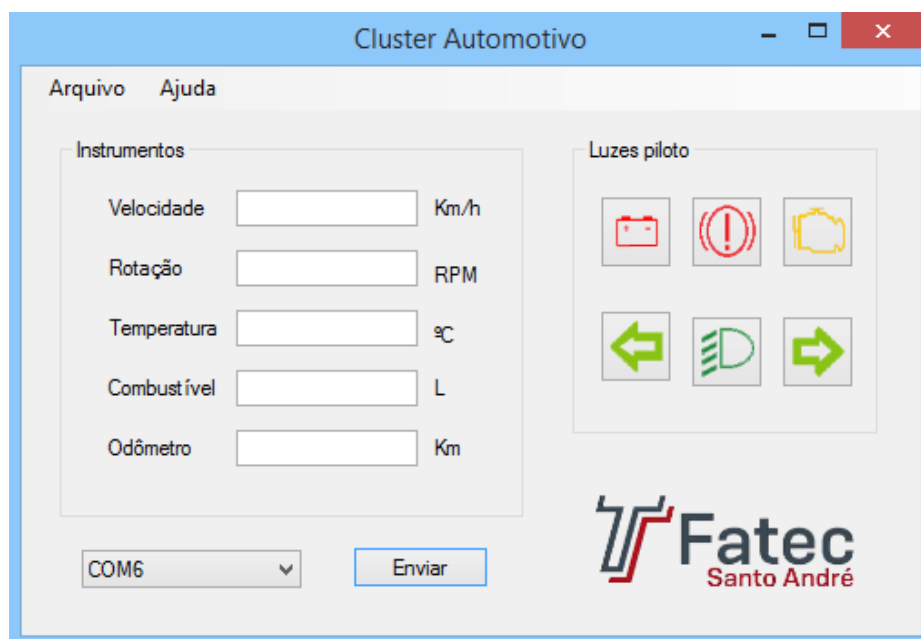 Cluster Automotivo
Arquivo Ajuda
Instrumentos
Velocidade Km/h
Rotação RPM
Temperatura ºC
Combustível L
Odômetro Km
COM6 Enviar
Luzes piloto
Fatec
Santo André